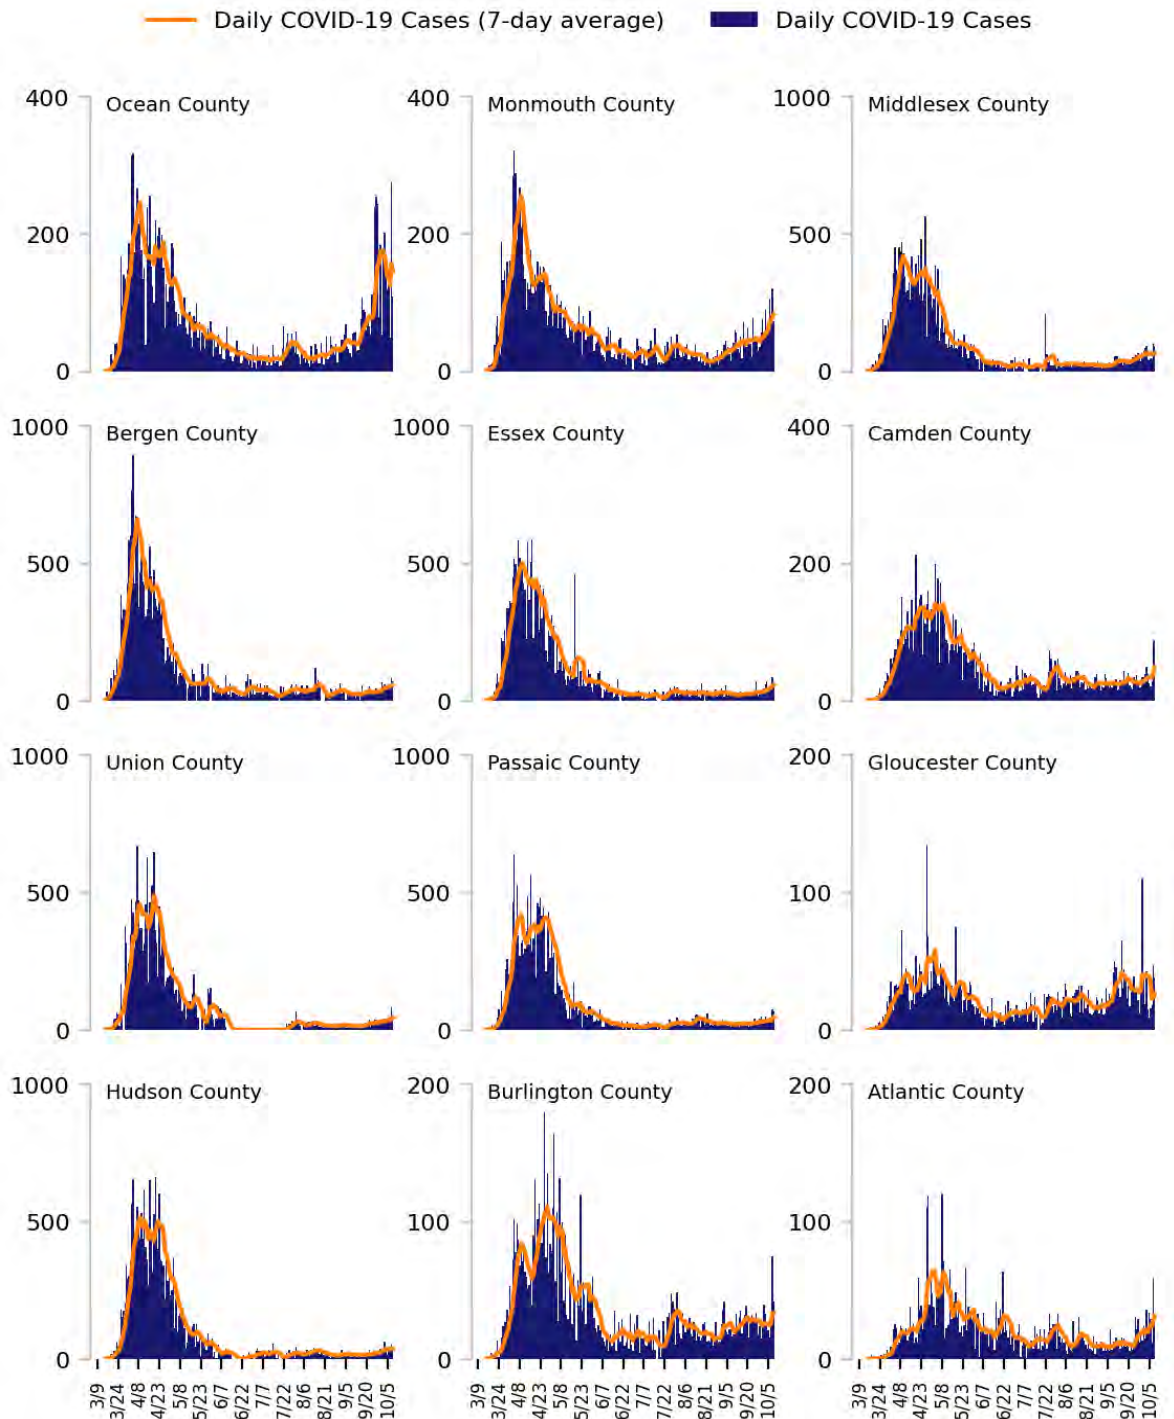 Daily COVID-19 Cases (7-day average) Daily COVID-19 Cases
400 Ocean County 400 Monmouth County 1000 Middlesex County
200 200 500
0 0 0
1000 Bergen County 1000 Essex County 400 Camden County
500 500 200
0 0 0
1000 Union County 1000 Passaic County 200 Gloucester County
500 500 100
0 0 0
1000 Hudson County 200 Burlington County 200 Atlantic County
500 100 100
0 0 0
3/9 3/24 4/8 4/23 5/8 5/23 6/7 6/22 7/7 7/22 8/6 8/21 9/5 9/20 10/5 3/9 3/24 4/8 4/23 5/8 5/23 6/7 6/22 7/7 7/22 8/6 8/21 9/5 9/20 10/5 3/9 3/24 4/8 4/23 5/8 5/23 6/7 6/22 7/7 7/22 8/6 8/21 9/5 9/20 10/5